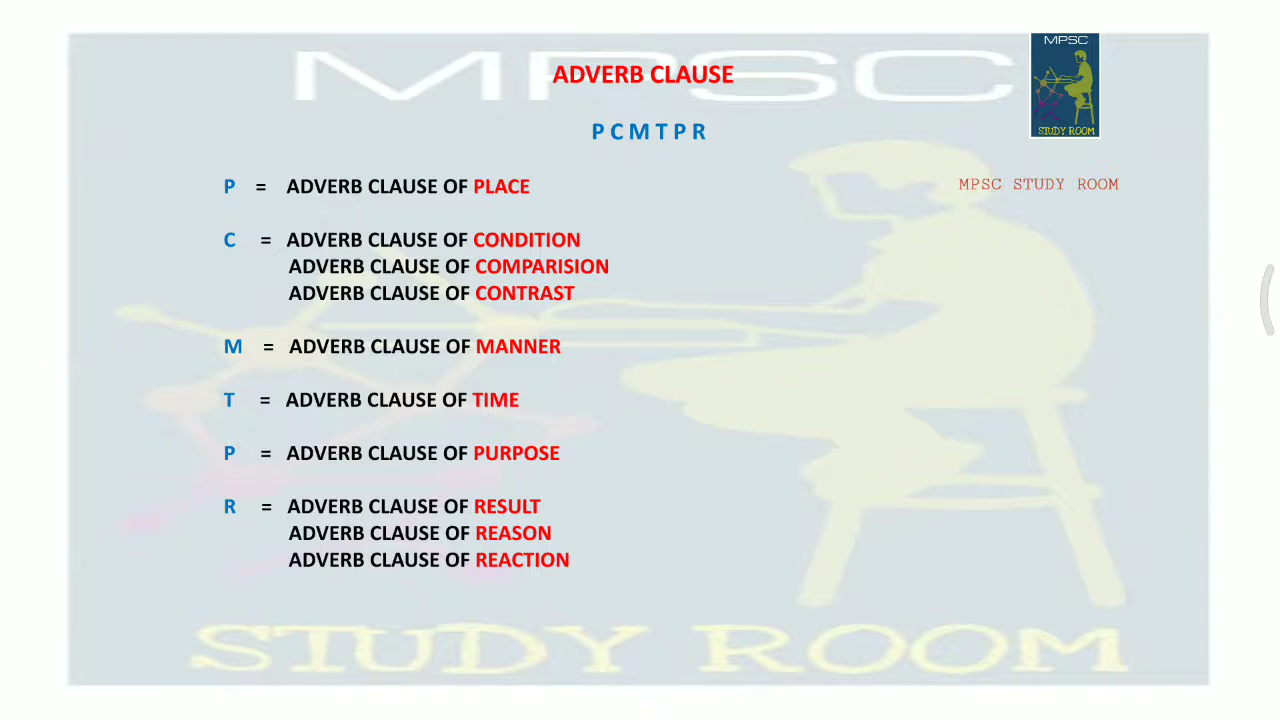 MPSC
ADVERB CLAUSE
MPSC
STUDY ROOM
P C M T P R
MPSC STUDY ROOM
P = ADVERB CLAUSE OF PLACE
C = ADVERB CLAUSE OF CONDITION
ADVERB CLAUSE OF COMPARISION
ADVERB CLAUSE OF CONTRAST
M = ADVERB CLAUSE OF MANNER
T = ADVERB CLAUSE OF TIME
P = ADVERB CLAUSE OF PURPOSE
R = ADVERB CLAUSE OF RESULT
ADVERB CLAUSE OF REASON
ADVERB CLAUSE OF REACTION
STUDY ROOM